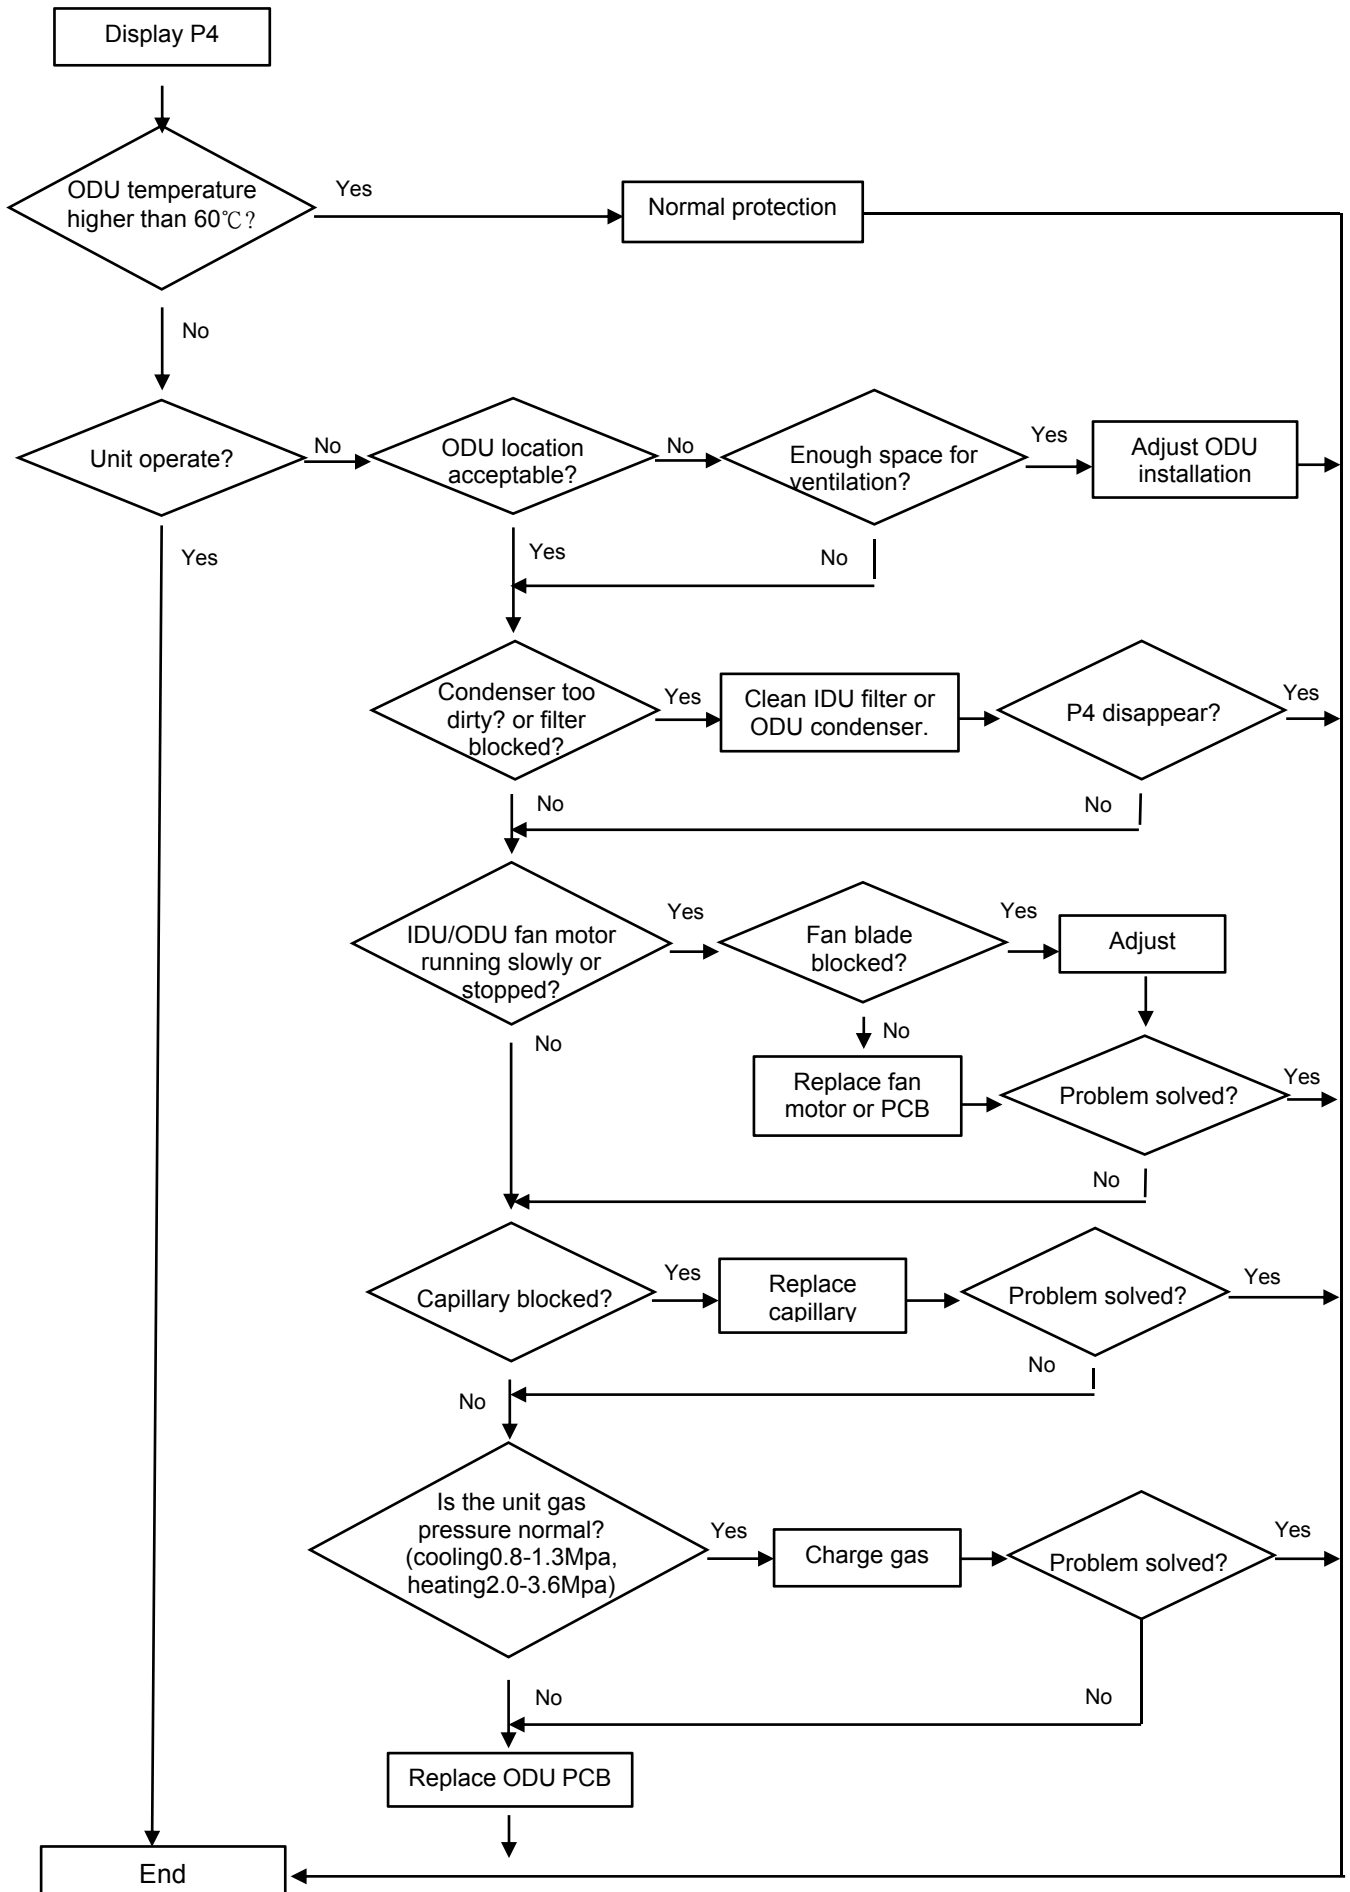 Display P4
ODU temperature
higher than 60℃?
Yes
Normal protection
No
Unit operate?
No
ODU location
acceptable?
No
Enough space for
ventilation?
Yes
Adjust ODU
installation
Yes
Yes
No
Condenser too
dirty? or filter
blocked?
Yes
Clean IDU filter or
ODU condenser.
P4 disappear?
Yes
No
No
IDU/ODU fan motor
running slowly or
stopped?
Yes
Fan blade
blocked?
Yes
Adjust
No
No
Replace fan
motor or PCB
Problem solved?
Yes
No
Capillary blocked?
Yes
Replace
capillary
Problem solved?
Yes
No
No
Is the unit gas
pressure normal?
(cooling0.8-1.3Mpa,
heating2.0-3.6Mpa)
Yes
Charge gas
Problem solved?
Yes
No
No
Replace ODU PCB
End